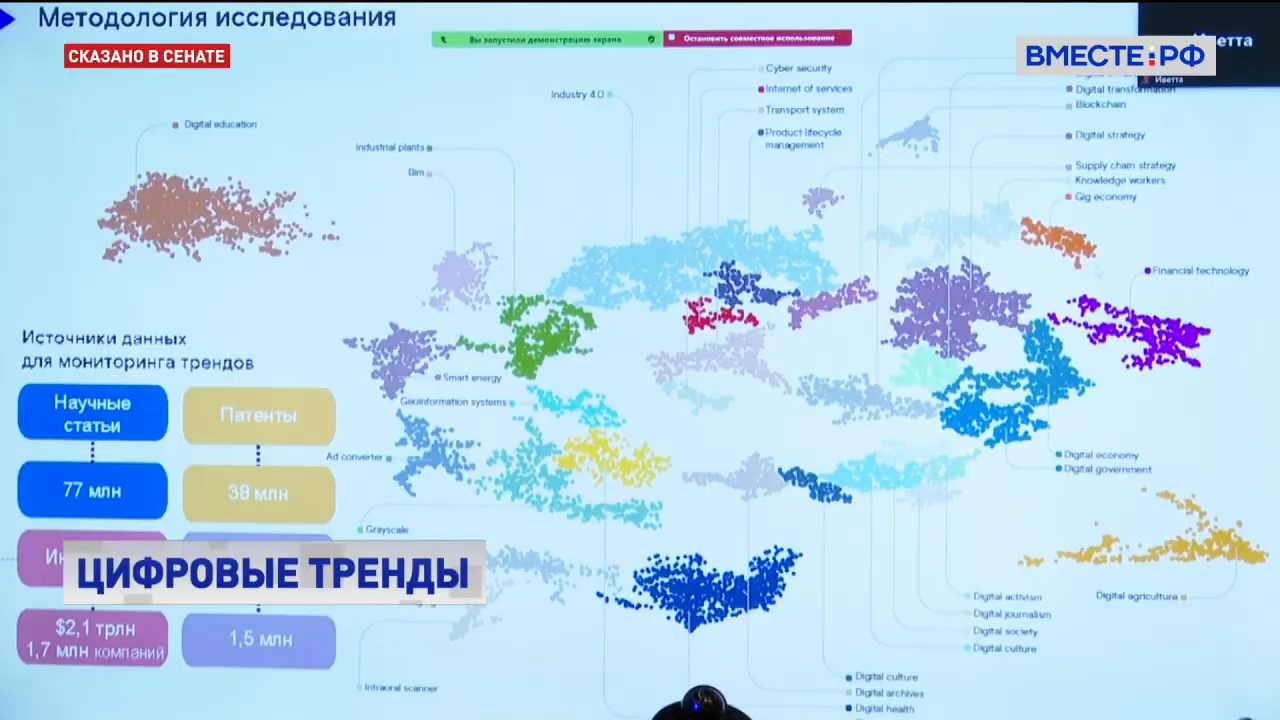 Методология исследования
СКАЗАНО В СЕНАТЕ
Вы запустили демонстрацию экрана
Остановить совместное использование
ВМЕСТЕ:РФ
Иветта
Cyber security
Industry 4.0
Internet of services
Digital transformation
Transport system
Blockchain
Digital education
Product lifecycle
management
Digital strategy
Industrial plants
Bim
Supply chain strategy
Knowledge workers
Gig economy
Financial technology
Источники данных
для мониторинга трендов
Smart energy
Научные
статьи
Патенты
Geoinformation systems
Ad converter
Digital economy
Digital government
77 млн
38 млн
Grayscale
ЦИФРОВЫЕ ТРЕНДЫ
Digital activism
Digital agriculture
Digital journalism
Digital society
Digital culture
$2,1 трлн
1,7 млн компаний
1,5 млн
Intraoral scanner
Digital culture
Digital archives
Digital health